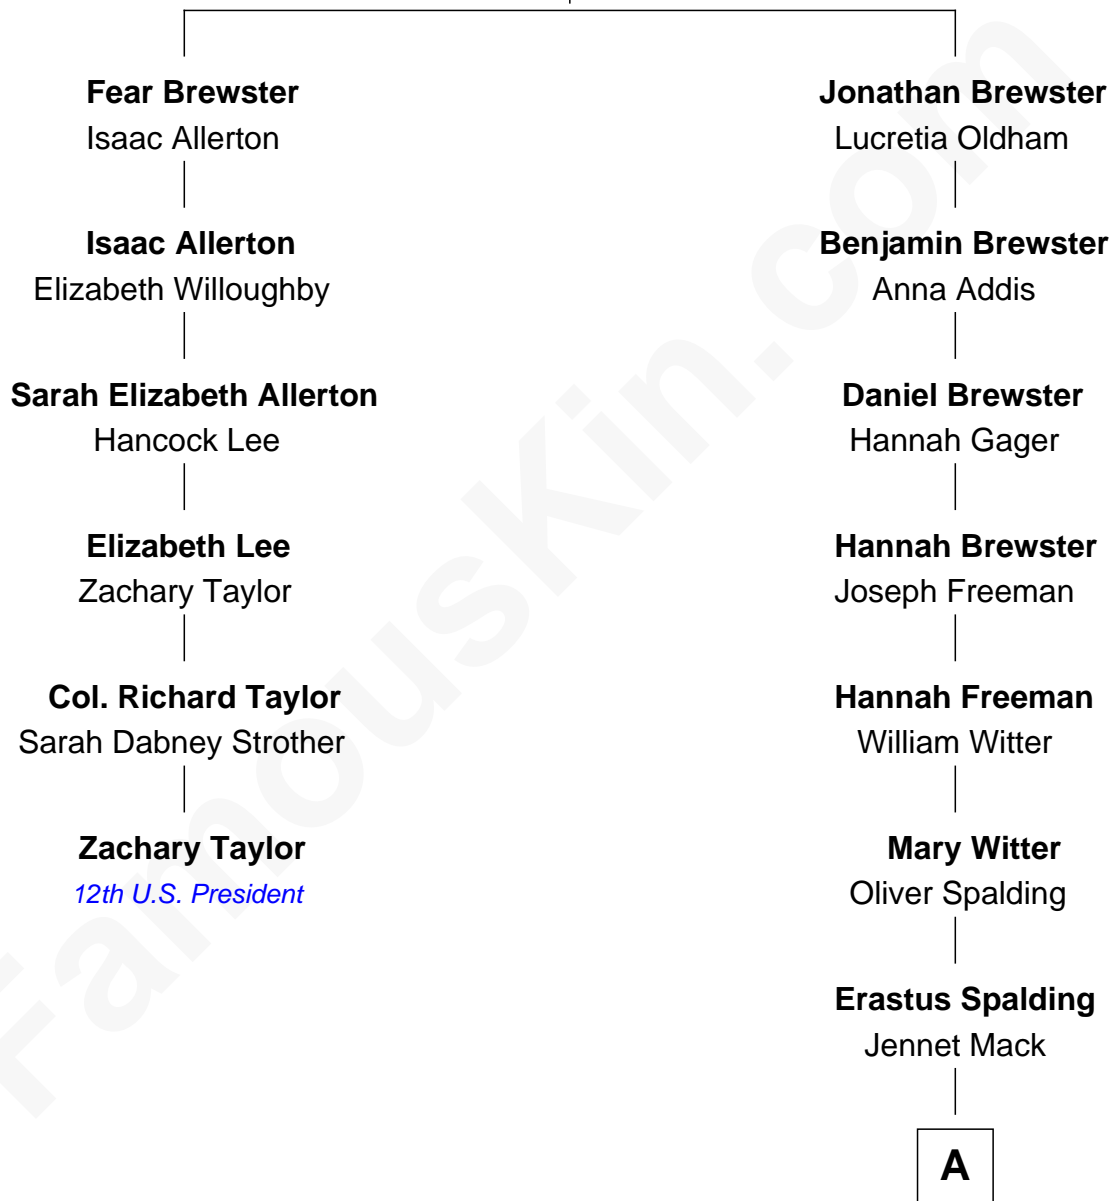 Fear Brewster
Isaac Allerton
Isaac Allerton
Elizabeth Willoughby
Sarah Elizabeth Allerton
Hancock Lee
Elizabeth Lee
Zachary Taylor
Col. Richard Taylor
Sarah Dabney Strother
Zachary Taylor
12th U.S. President
Jonathan Brewster
Lucretia Oldham
Benjamin Brewster
Anna Addis
Daniel Brewster
Hannah Gager
Hannah Brewster
Joseph Freeman
Hannah Freeman
William Witter
Mary Witter
Oliver Spalding
Erastus Spalding
Jennet Mack
A
FamousKin.com